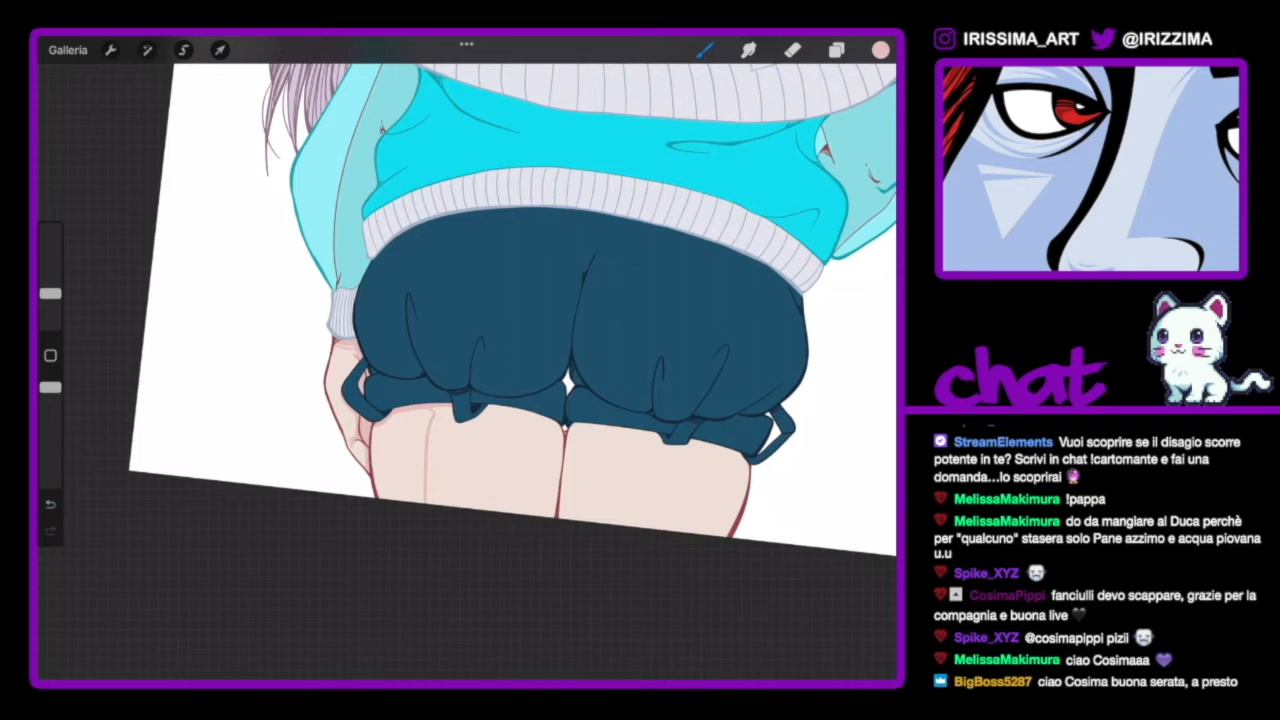 Galleria
IRISSIMA_ART @IRIZZIMA
chat
StreamElements Vuoi scoprire se il disagio scorre
potente in te? Scrivi in chat !cartomante e fai una
domanda...lo scoprirai
MelissaMakimura !pappa
MelissaMakimura do da mangiare al Duca perchè
per "qualcuno" stasera solo Pane azzimo e acqua piovana
u.u
Spike_XYZ
CosimaPippi fanciulli devo scappare, grazie per la
compagnia e buona live
Spike_XYZ @cosimapippi pizii
MelissaMakimura ciao Cosimaaa
BigBoss5287 ciao Cosima buona serata, a presto